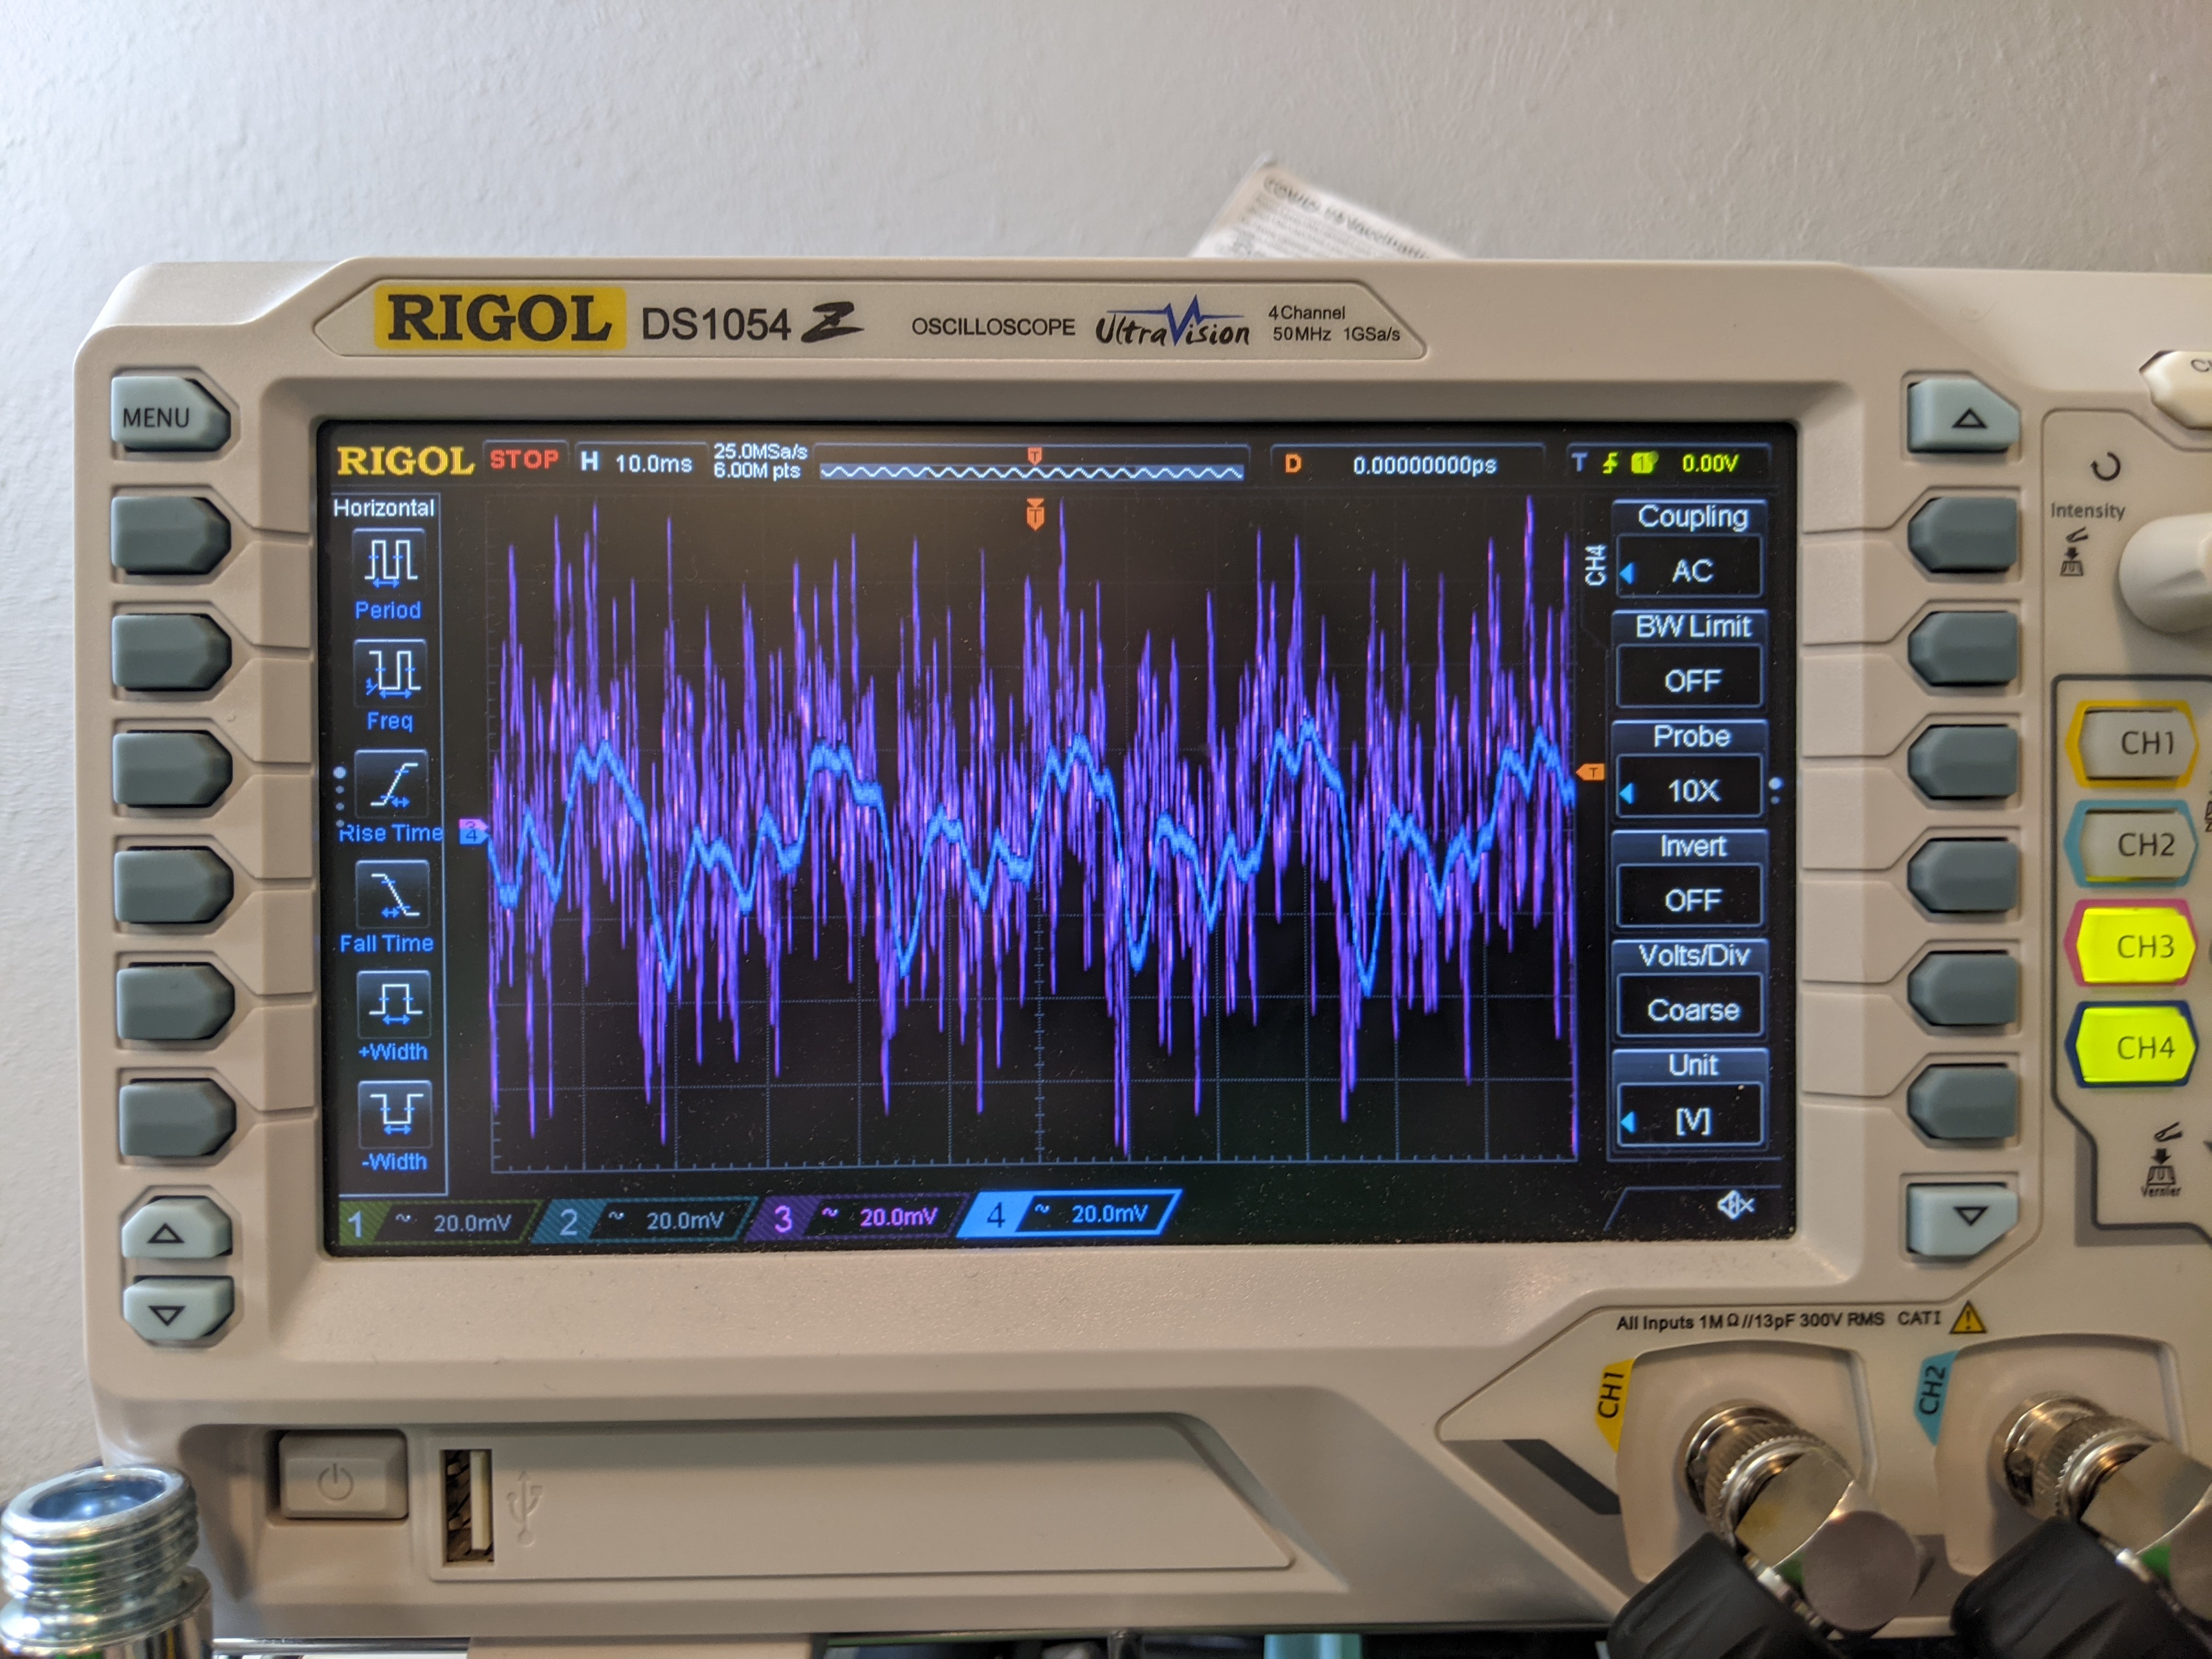 RIGOL DS1054Z OSCILLOSCOPE UltraVision 4 Channel
50MHz 1GSa/s
MENU
RIGOL STOP H 10.0ms 25.0MSa/s
6.00M pts
T
D 0.00000000ps T 1 0.00V
Horizontal
Period
Freq
Rise Time
Fall Time
+Width
-Width
T
T
4
CH4
Coupling
AC
BW Limit
OFF
Probe
10X
Invert
OFF
Volts/Div
Coarse
Unit
[V]
1 ~ 20.0mV 2 ~ 20.0mV 3 ~ 20.0mV 4 ~ 20.0mV
Intensity
CH1
CH2
CH3
CH4
Vernier
All Inputs 1MΩ//13pF 300V RMS CATI
CH1
CH2